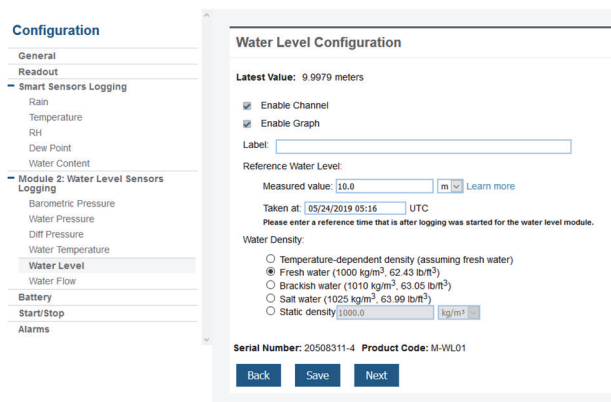 Configuration
General
Readout
Smart Sensors Logging
Rain
Temperature
RH
Dew Point
Water Content
Module 2: Water Level Sensors
Logging
Barometric Pressure
Water Pressure
Diff Pressure
Water Temperature
Water Level
Water Flow
Battery
Start/Stop
Alarms
Water Level Configuration
Latest Value: 9.9979 meters
Enable Channel
Enable Graph
Label:
Reference Water Level:
Measured value: 10.0 m Learn more
Taken at: 05/24/2019 05:16 UTC
Please enter a reference time that is after logging was started for the water level module.
Water Density:
Temperature-dependent density (assuming fresh water)
Fresh water (1000 kg/m³, 62.43 lb/ft³)
Brackish water (1010 kg/m³, 63.05 lb/ft³)
Salt water (1025 kg/m³, 63.99 lb/ft³)
Static density 1000.0 kg/m³
Serial Number: 20508311-4 Product Code: M-WL01
Back Save Next